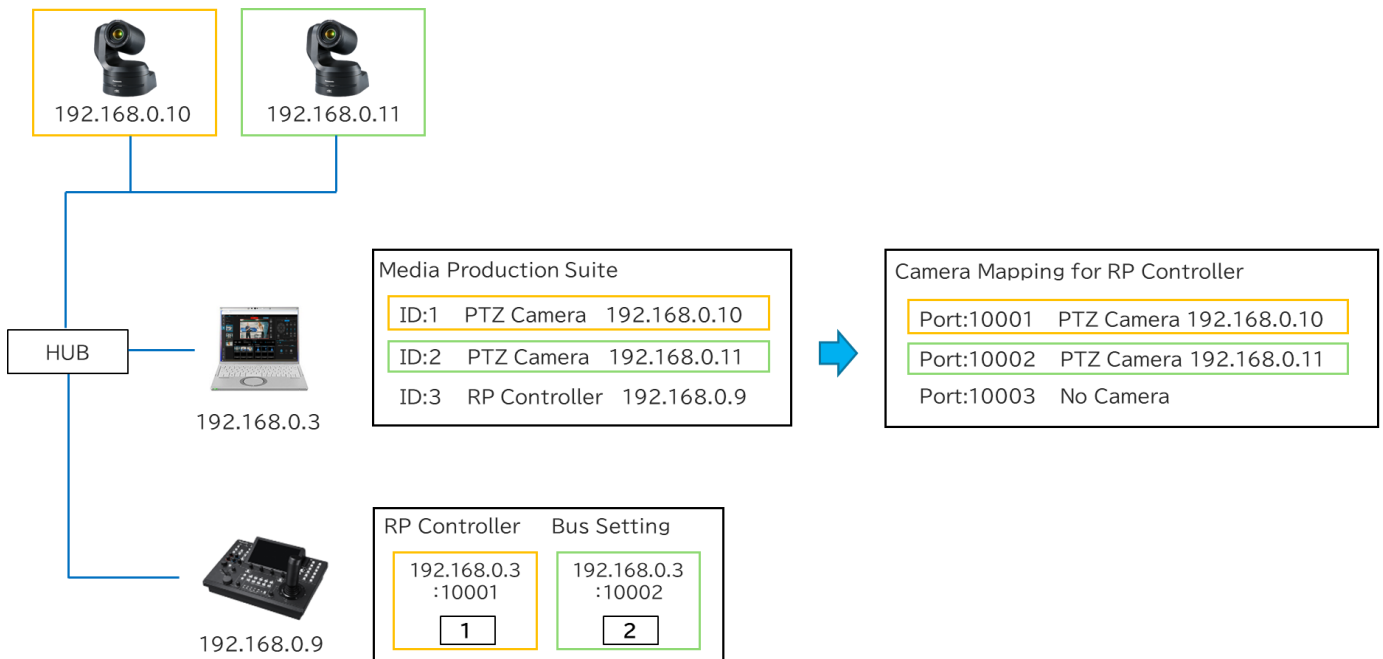 192.168.0.10
192.168.0.11
HUB
192.168.0.3
Media Production Suite
ID:1 PTZ Camera 192.168.0.10
ID:2 PTZ Camera 192.168.0.11
ID:3 RP Controller 192.168.0.9
Camera Mapping for RP Controller
Port:10001 PTZ Camera 192.168.0.10
Port:10002 PTZ Camera 192.168.0.11
Port:10003 No Camera
192.168.0.9
RP Controller Bus Setting
192.168.0.3
:10001
1
192.168.0.3
:10002
2